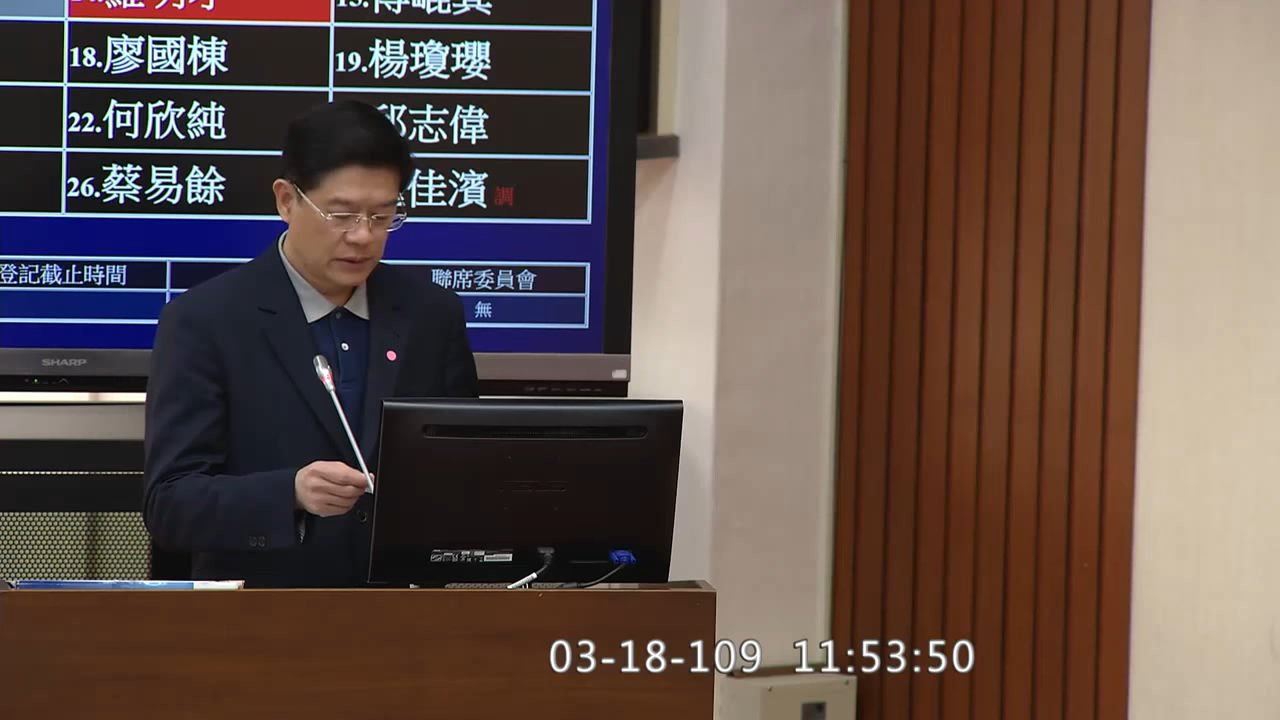 18.廖國棟 19.楊瓊瓔
22.何欣純 邱志偉
26.蔡易餘 佳濱 調
登記截止時間 聯席委員會
無
SHARP
03-18-109 11:53:50